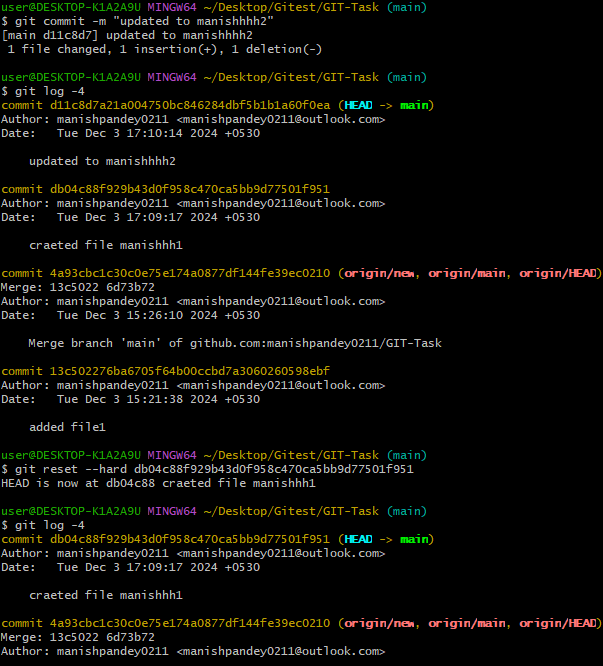 user@DESKTOP-K1A2A9U MINGW64 ~/Desktop/Gitest/GIT-Task (main)
$ git commit -m "updated to manishhhh2"
[main d11c8d7] updated to manishhhh2
 1 file changed, 1 insertion(+), 1 deletion(-)
user@DESKTOP-K1A2A9U MINGW64 ~/Desktop/Gitest/GIT-Task (main)
$ git log -4
commit d11c8d7a21a004750bc846284dbf5b1b1a60f0ea (HEAD -> main)
Author: manishpandey0211 <manishpandey0211@outlook.com>
Date:   Tue Dec 3 17:10:14 2024 +0530
    updated to manishhhh2
commit db04c88f929b43d0f958c470ca5bb9d77501f951
Author: manishpandey0211 <manishpandey0211@outlook.com>
Date:   Tue Dec 3 17:09:17 2024 +0530
    craeted file manishhh1
commit 4a93cbc1c30c0e75e174a0877df144fe39ec0210 (origin/new, origin/main, origin/HEAD)
Merge: 13c5022 6d73b72
Author: manishpandey0211 <manishpandey0211@outlook.com>
Date:   Tue Dec 3 15:26:10 2024 +0530
    Merge branch 'main' of github.com:manishpandey0211/GIT-Task
commit 13c502276ba6705f64b00ccbd7a3060260598ebf
Author: manishpandey0211 <manishpandey0211@outlook.com>
Date:   Tue Dec 3 15:21:38 2024 +0530
    added file1
user@DESKTOP-K1A2A9U MINGW64 ~/Desktop/Gitest/GIT-Task (main)
$ git reset --hard db04c88f929b43d0f958c470ca5bb9d77501f951
HEAD is now at db04c88 craeted file manishhh1
user@DESKTOP-K1A2A9U MINGW64 ~/Desktop/Gitest/GIT-Task (main)
$ git log -4
commit db04c88f929b43d0f958c470ca5bb9d77501f951 (HEAD -> main)
Author: manishpandey0211 <manishpandey0211@outlook.com>
Date:   Tue Dec 3 17:09:17 2024 +0530
    craeted file manishhh1
commit 4a93cbc1c30c0e75e174a0877df144fe39ec0210 (origin/new, origin/main, origin/HEAD)
Merge: 13c5022 6d73b72
Author: manishpandey0211 <manishpandey0211@outlook.com>